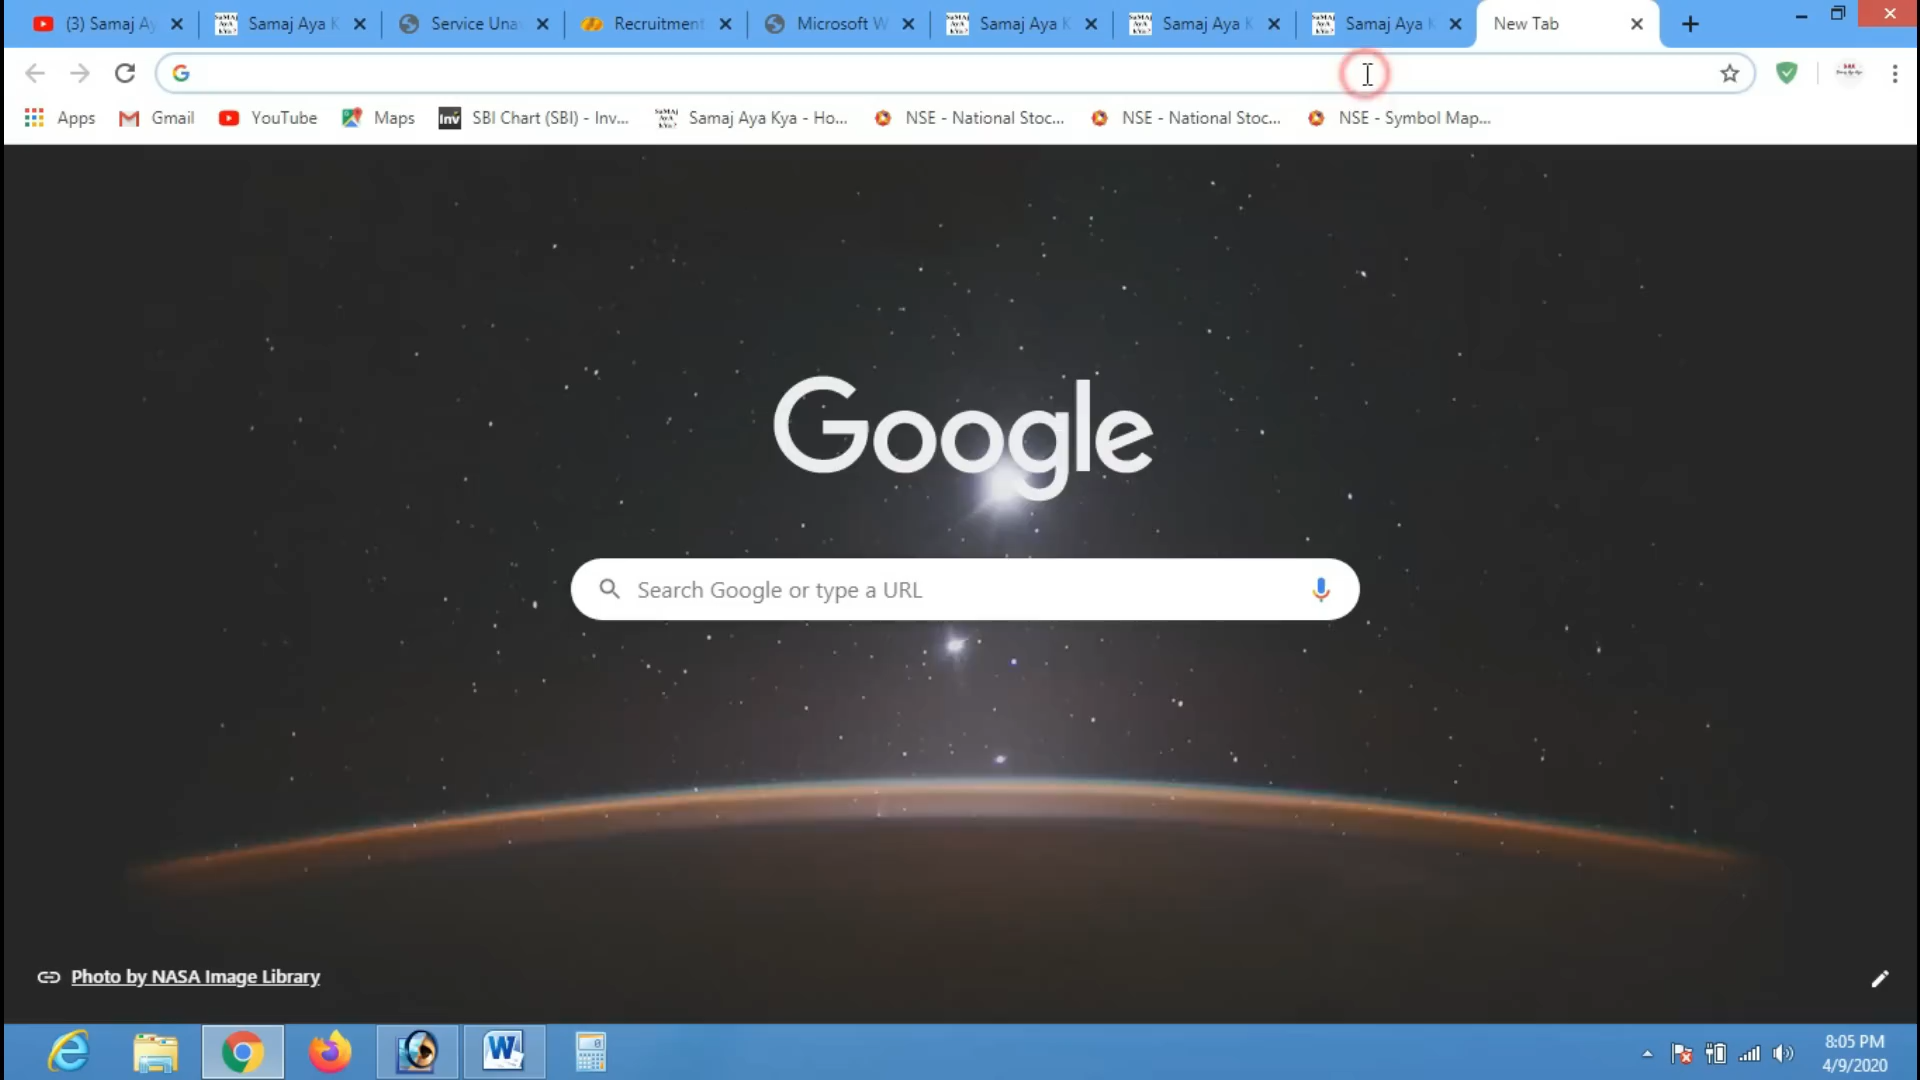 (3) Samaj Ay
Samaj Aya K
Service Una
Recruitment
Microsoft W
Samaj Aya K
Samaj Aya K
Samaj Aya K
New Tab
Apps
Gmail
YouTube
Maps
Inv
SBI Chart (SBI) - Inv...
Samaj Aya Kya - Ho...
NSE - National Stoc...
NSE - National Stoc...
NSE - Symbol Map...
Google
Search Google or type a URL
Photo by NASA Image Library
8:05 PM
4/9/2020